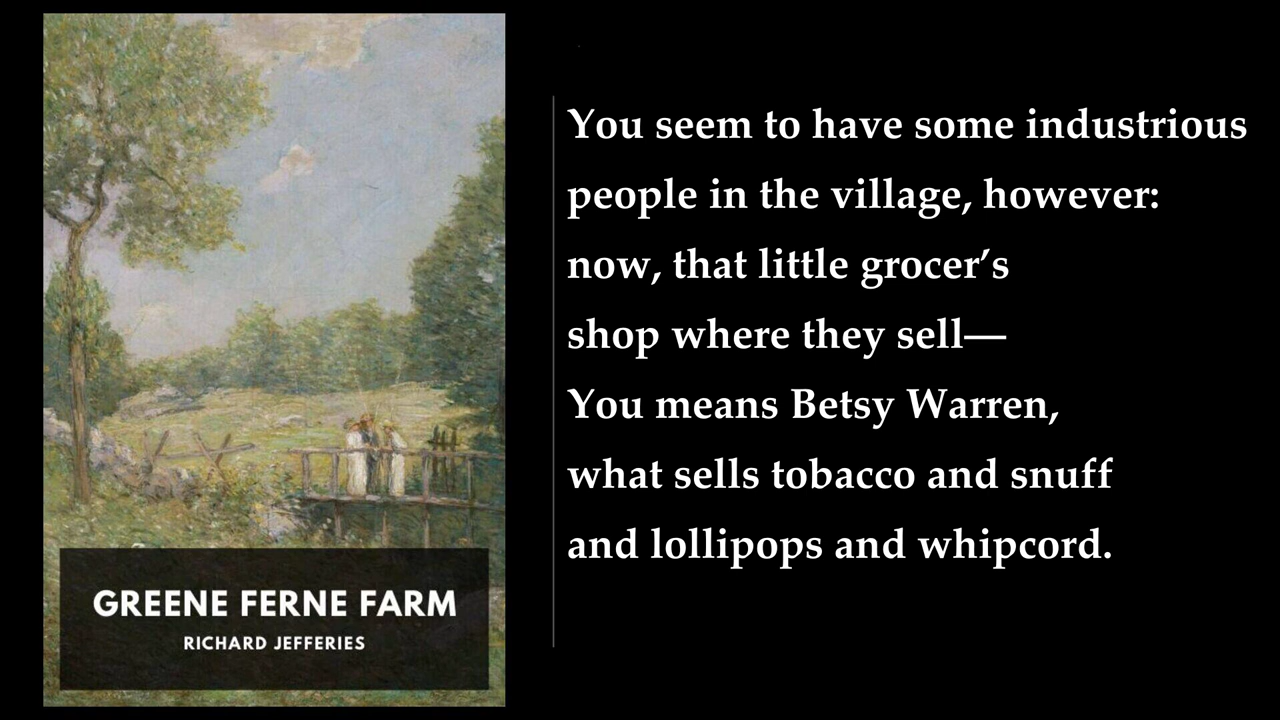 GREENE FERNE FARM
RICHARD JEFFERIES
You seem to have some industrious
people in the village, however:
now, that little grocer’s
shop where they sell—
You means Betsy Warren,
what sells tobacco and snuff
and lollipops and whipcord.